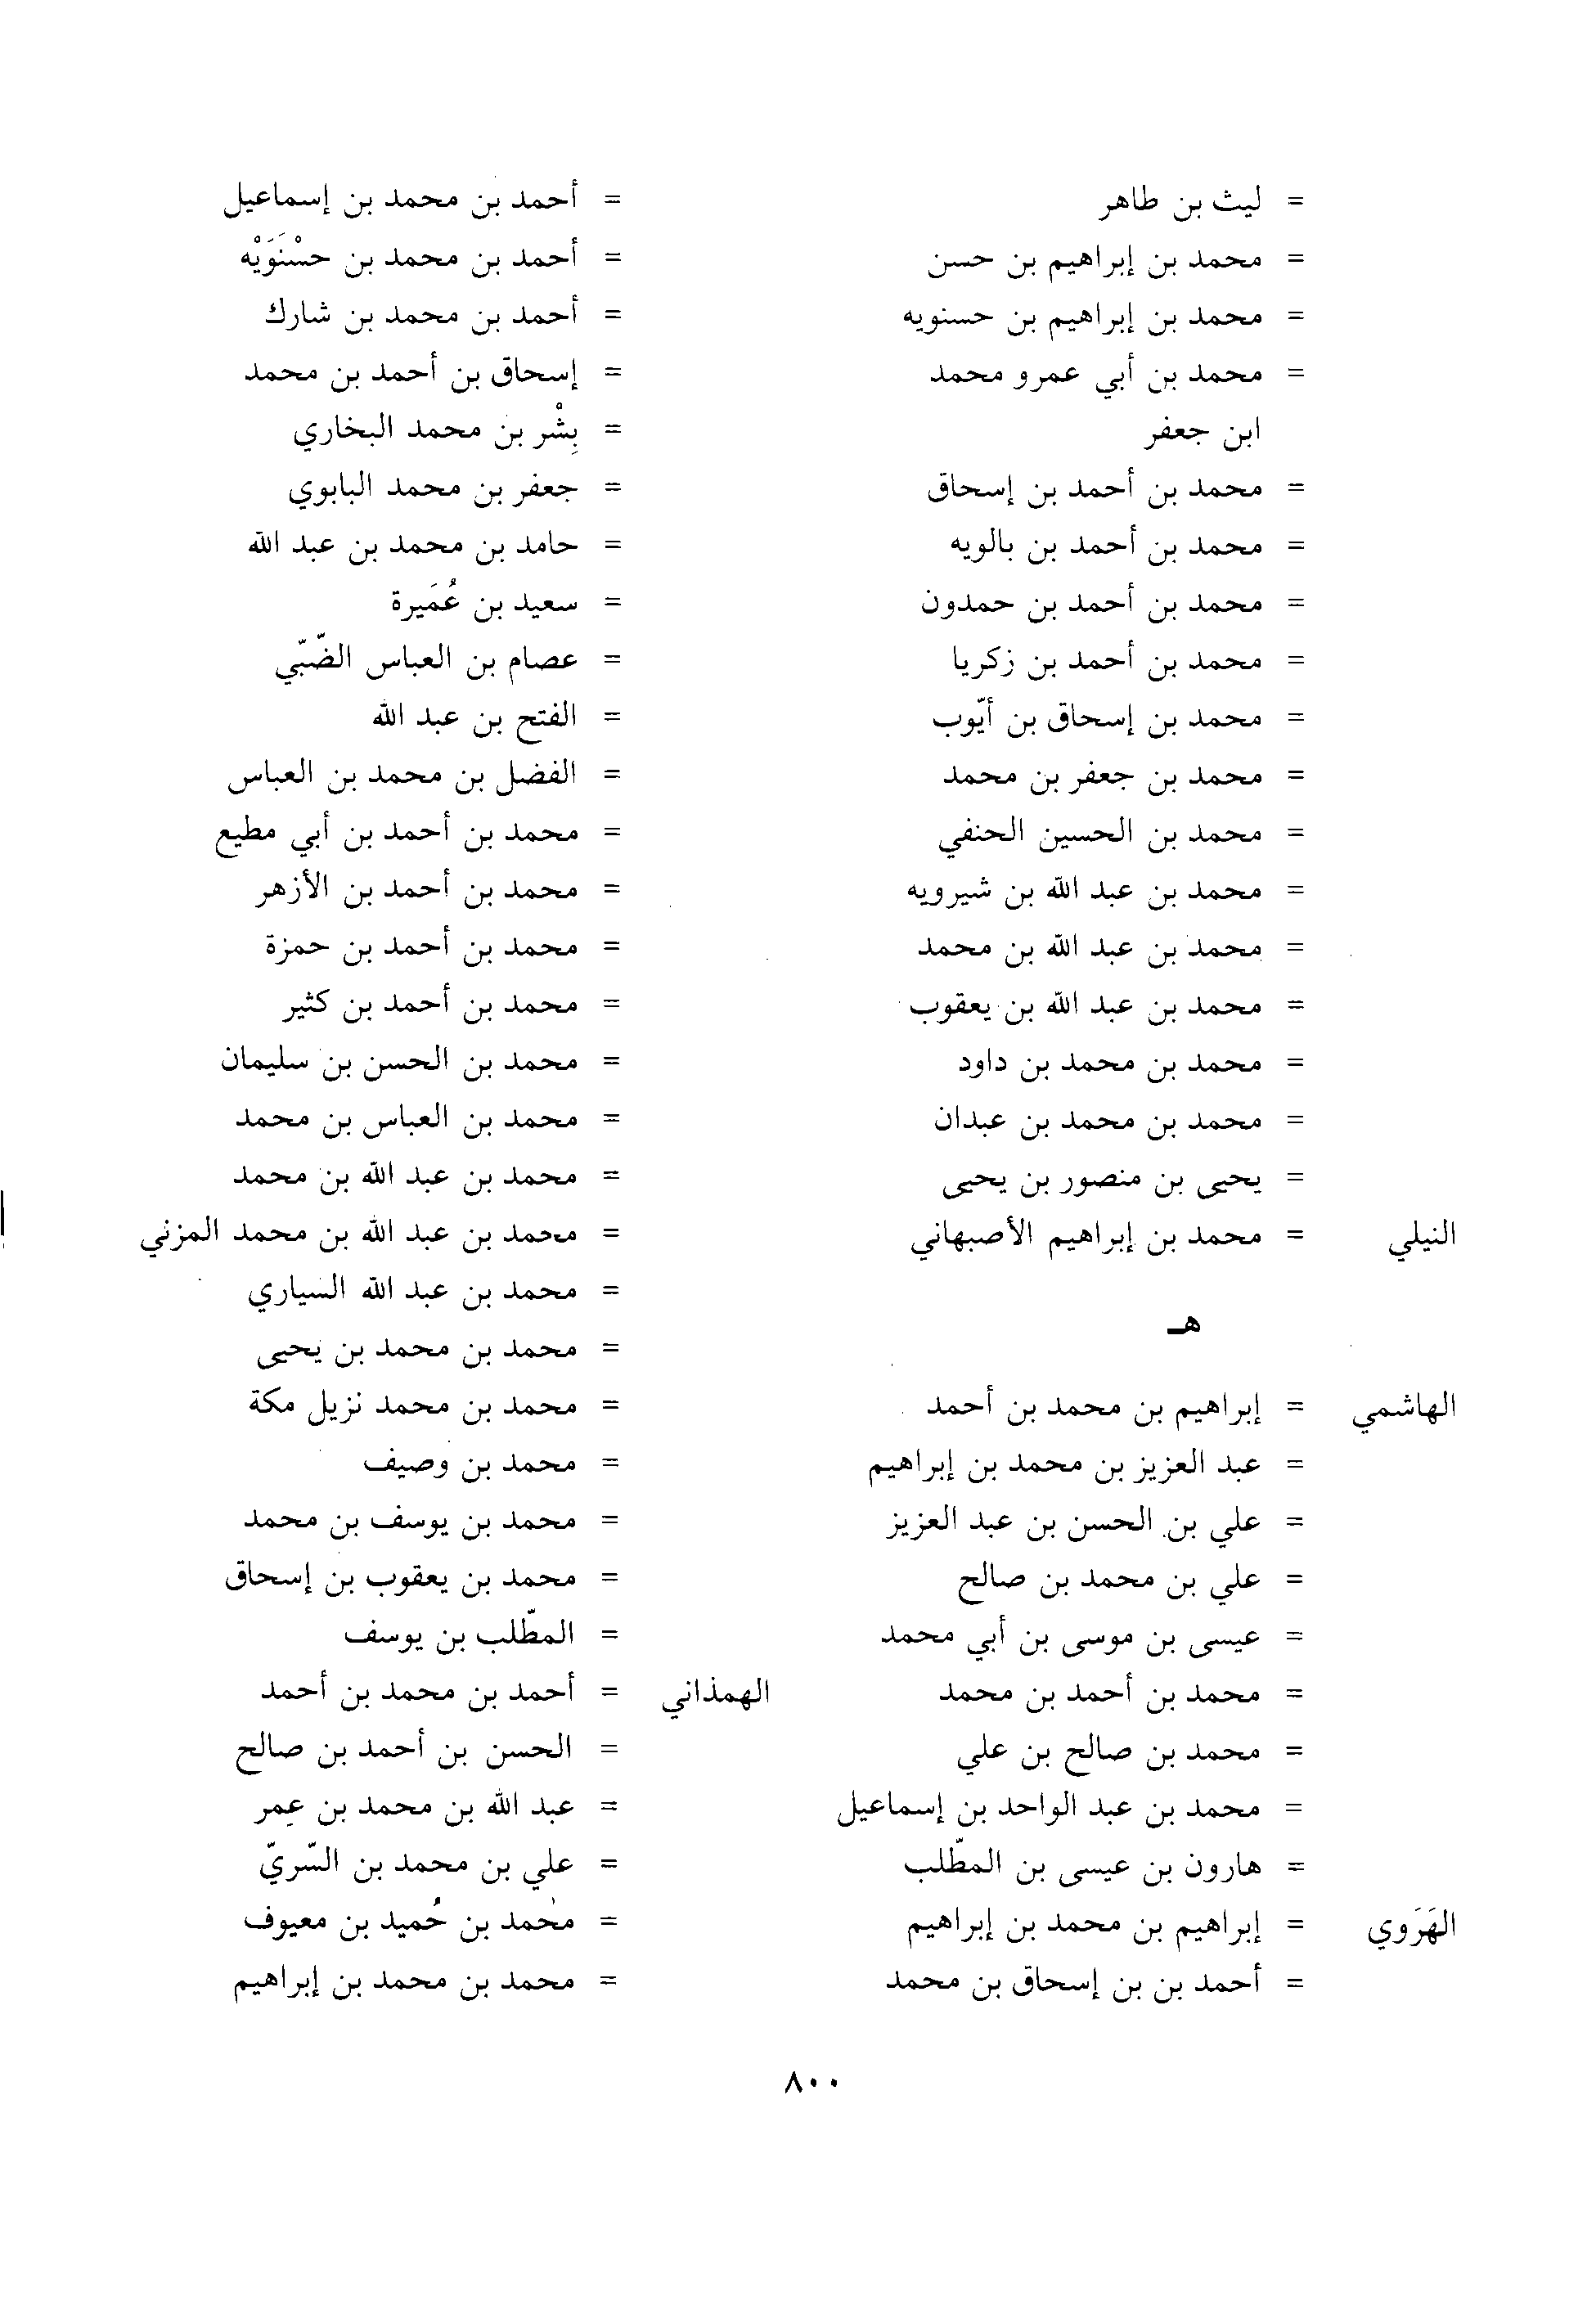 = ليث بن طاهر
= محمد بن إبراهيم بن حسن
= محمد بن إبراهيم بن حسنويه
= محمد بن أبي عمرو محمد
ابن جعفر
= محمد بن أحمد بن إسحاق
= محمد بن أحمد بن بالويه
= محمد بن أحمد بن حمدون
= محمد بن أحمد بن زكريا
= محمد بن إسحاق بن أيّوب
= محمد بن جعفر بن محمد
= محمد بن الحسين الحنفي
= محمد بن عبد الله بن شيرويه
= محمد بن عبد الله بن محمد
= محمد بن عبد الله بن يعقوب
= محمد بن محمد بن داود
= محمد بن محمد بن عبدان
= يحيى بن منصور بن يحيى
النيلي = محمد بن إبراهيم الأصبهاني
هـ
الهاشمي = إبراهيم بن محمد بن أحمد
= عبد العزيز بن محمد بن إبراهيم
= علي بن الحسن بن عبد العزيز
= علي بن محمد بن صالح
= عيسى بن موسى بن أبي محمد
= محمد بن أحمد بن محمد
= محمد بن صالح بن علي
= محمد بن عبد الواحد بن إسماعيل
= هارون بن عيسى بن المطّلب
الهَرَوي = إبراهيم بن محمد بن إبراهيم
= أحمد بن بن إسحاق بن محمد
= أحمد بن محمد بن إسماعيل
= أحمد بن محمد بن حسْنَوَيْه
= أحمد بن محمد بن شارك
= إسحاق بن أحمد بن محمد
= بِشْر بن محمد البخاري
= جعفر بن محمد البابوي
= حامد بن محمد بن عبد الله
= سعيد بن عُمَيرة
= عصام بن العباس الضّبّي
= الفتح بن عبد الله
= الفضل بن محمد بن العباس
= محمد بن أحمد بن أبي مطيع
= محمد بن أحمد بن الأزهر
= محمد بن أحمد بن حمزة
= محمد بن أحمد بن كثير
= محمد بن الحسن بن سليمان
= محمد بن العباس بن محمد
= محمد بن عبد الله بن محمد
= محمد بن عبد الله بن محمد المزني
= محمد بن عبد الله السياري
= محمد بن محمد بن يحيى
= محمد بن محمد نزيل مكة
= محمد بن وصيف
= محمد بن يوسف بن محمد
= محمد بن يعقوب بن إسحاق
= المطّلب بن يوسف
الهمذاني = أحمد بن محمد بن أحمد
= الحسن بن أحمد بن صالح
= عبد الله بن محمد بن عمر
= علي بن محمد بن السّريّ
= محمد بن حُميد بن معيوف
= محمد بن محمد بن إبراهيم
٨٠٠